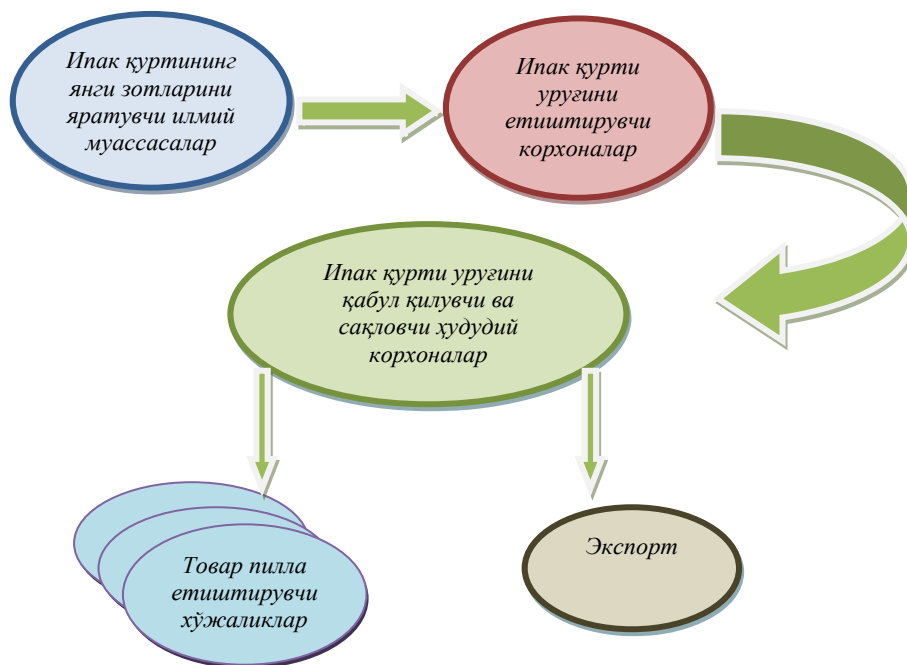 Ипак қуртининг
янги зотларини
яратувчи илмий
муассасалар
Ипак қурти
уруғини
етиштирувчи
корхоналар
Ипак қурти уруғини
қабул қилувчи ва
сақловчи ҳудудий
корхоналар
Товар пилла
етиштирувчи
хўжаликлар
Экспорт